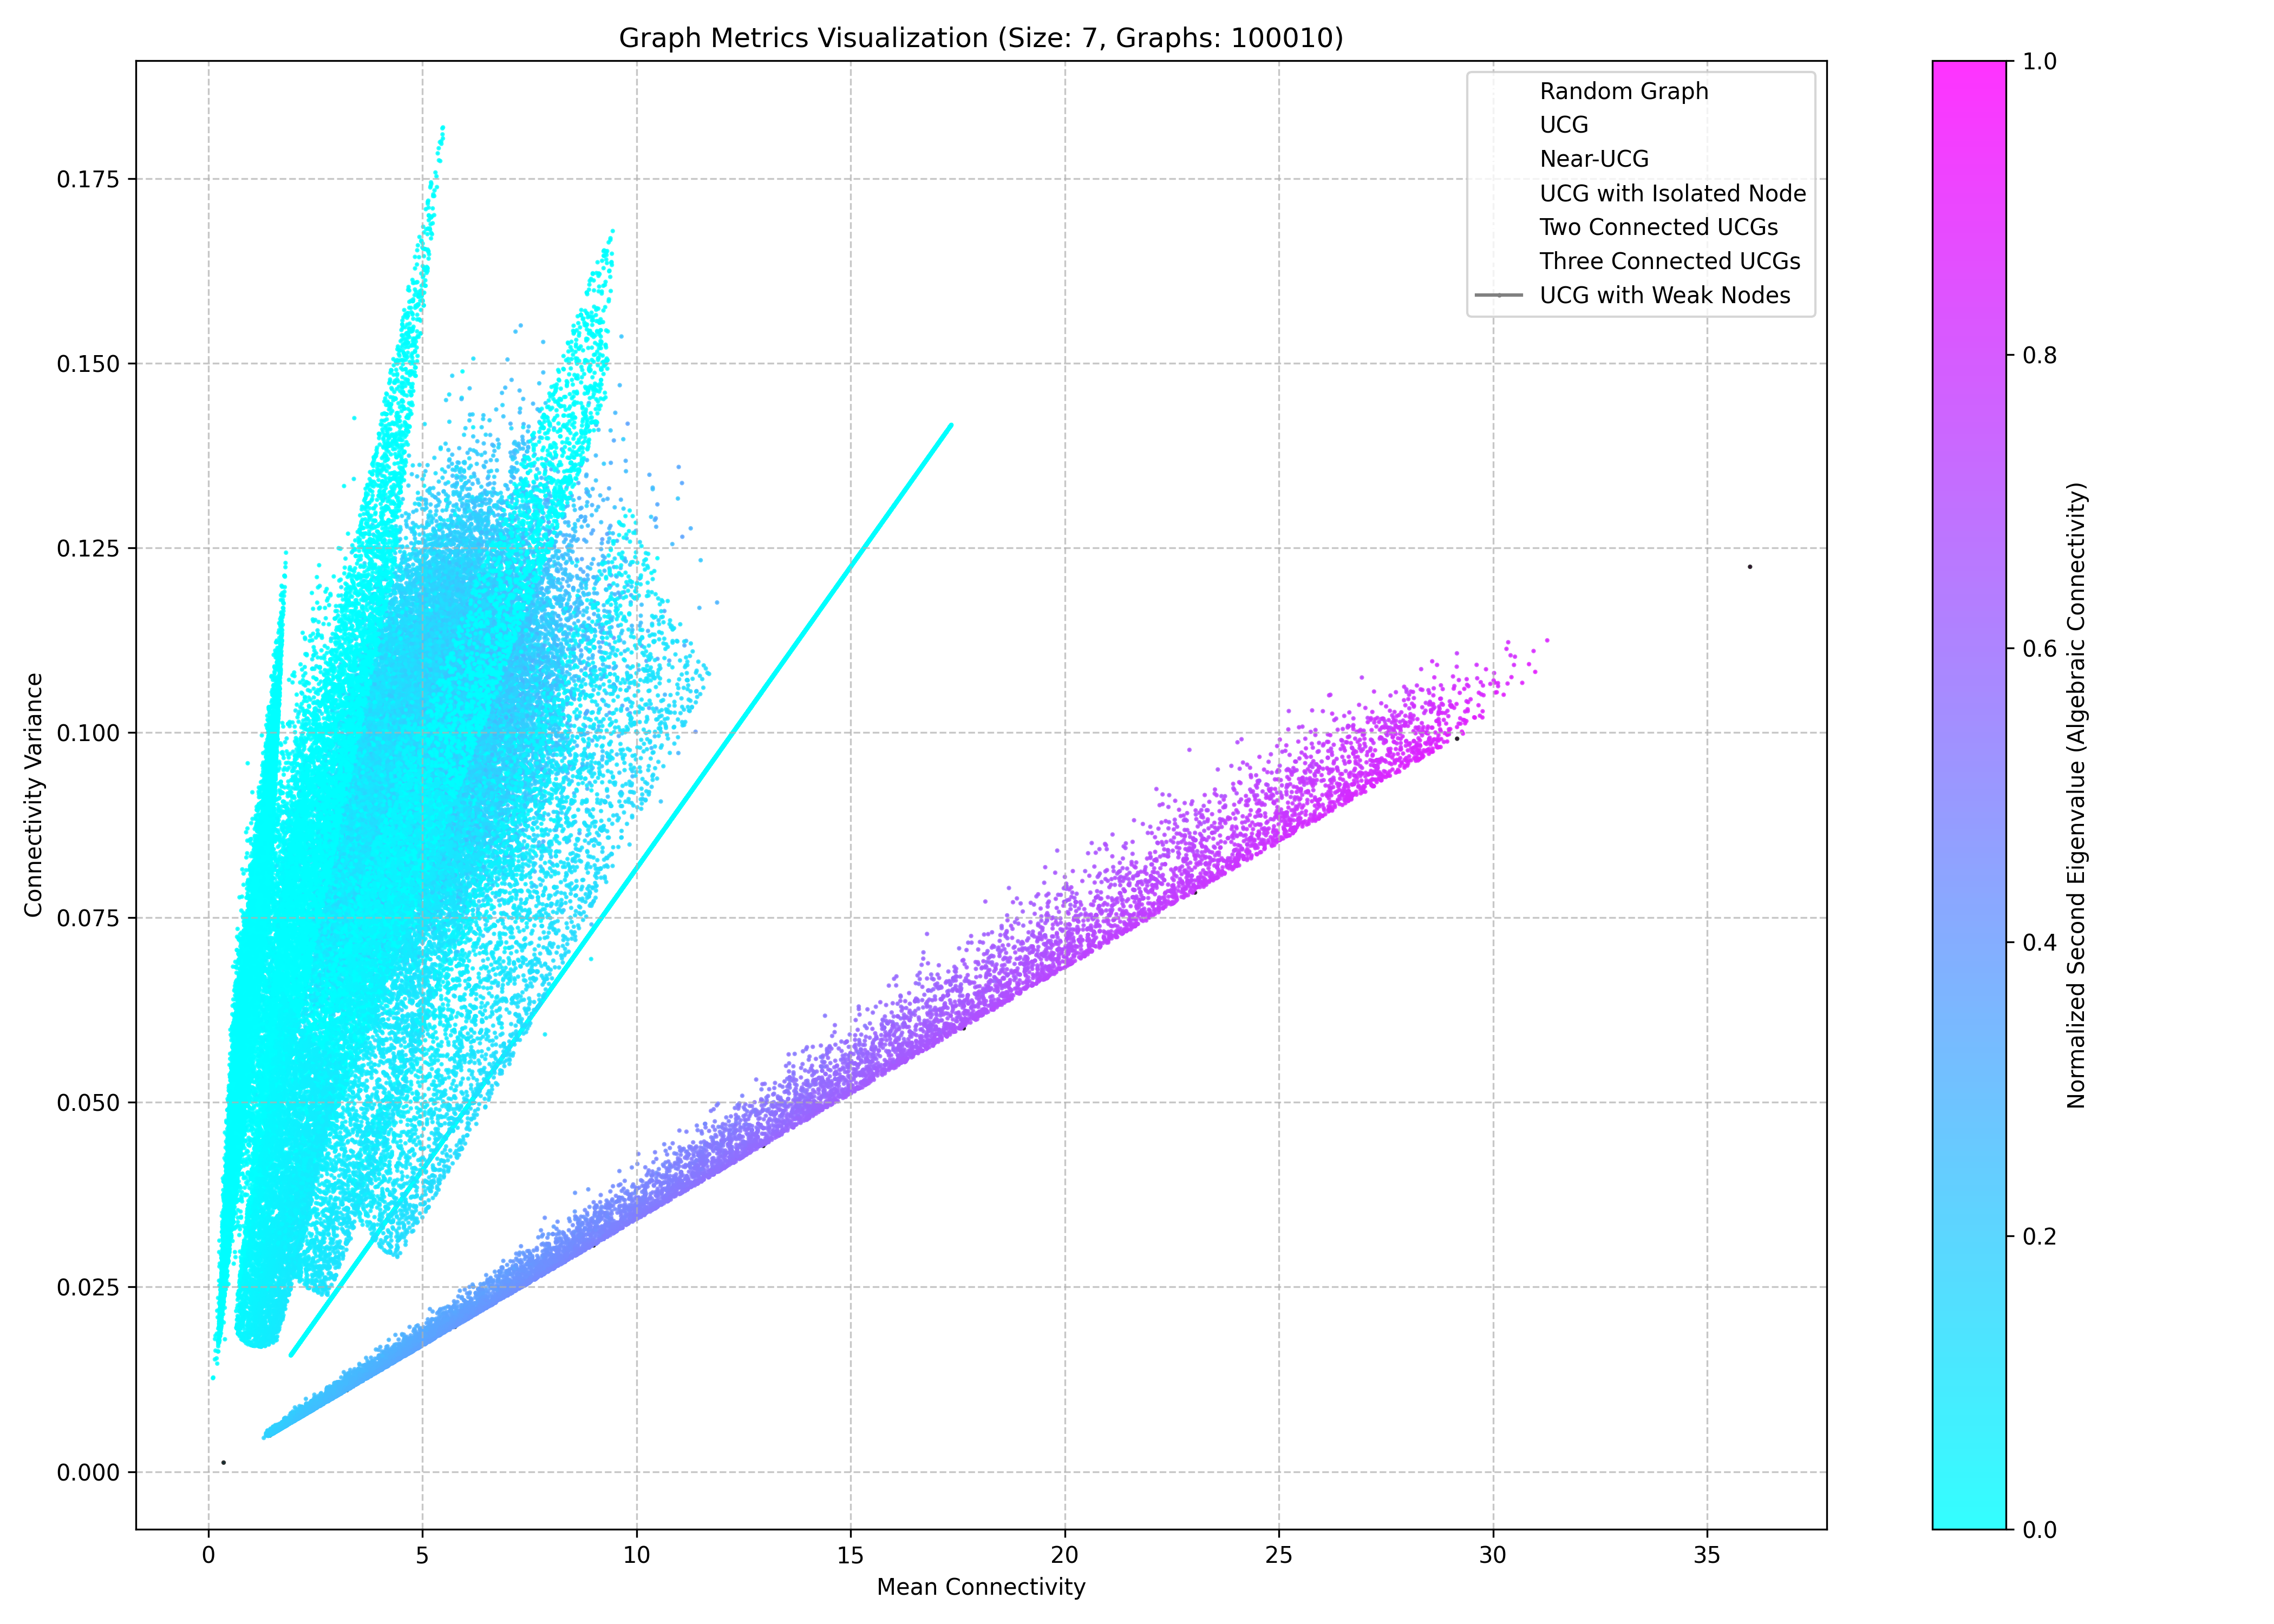 Graph Metrics Visualization (Size: 7, Graphs: 100010)
Random Graph
UCG
Near-UCG
UCG with Isolated Node
Two Connected UCGs
Three Connected UCGs
UCG with Weak Nodes
Connectivity Variance
0.175
0.150
0.125
0.100
0.075
0.050
0.025
0.000
0 5 10 15 20 25 30 35
Mean Connectivity
1.0
0.8
0.6
0.4
0.2
0.0
Normalized Second Eigenvalue (Algebraic Connectivity)